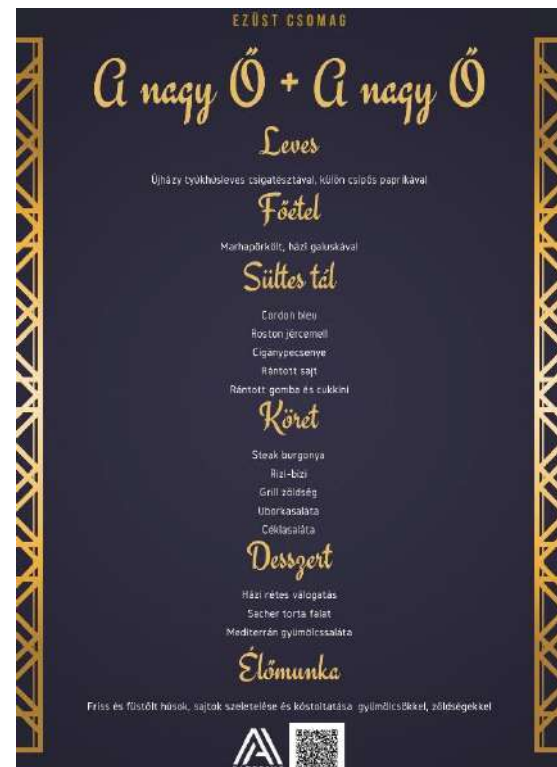 EZÜST CSOMAG
A nagy Ő + A nagy Ő
Leves
Újházy tyúkhúsleves csigatésztával, külön csípős paprikával
Főétel
Marhapörkölt, házi galuskával
Sültes tál
Cordon bleu
Roston jércemell
Cigánypecsenye
Rántott sajt
Rántott gomba és cukkini
Köret
Steak burgonya
Rizi-bizi
Grill zöldség
Uborkasaláta
Céklasaláta
Desszert
Házi rétes válogatás
Sacher torta falat
Mediterrán gyümölcssaláta
Élőmunka
Friss és füstölt húsok, sajtok szeletelése és kóstoltatása gyümölcsökkel, zöldségekkel